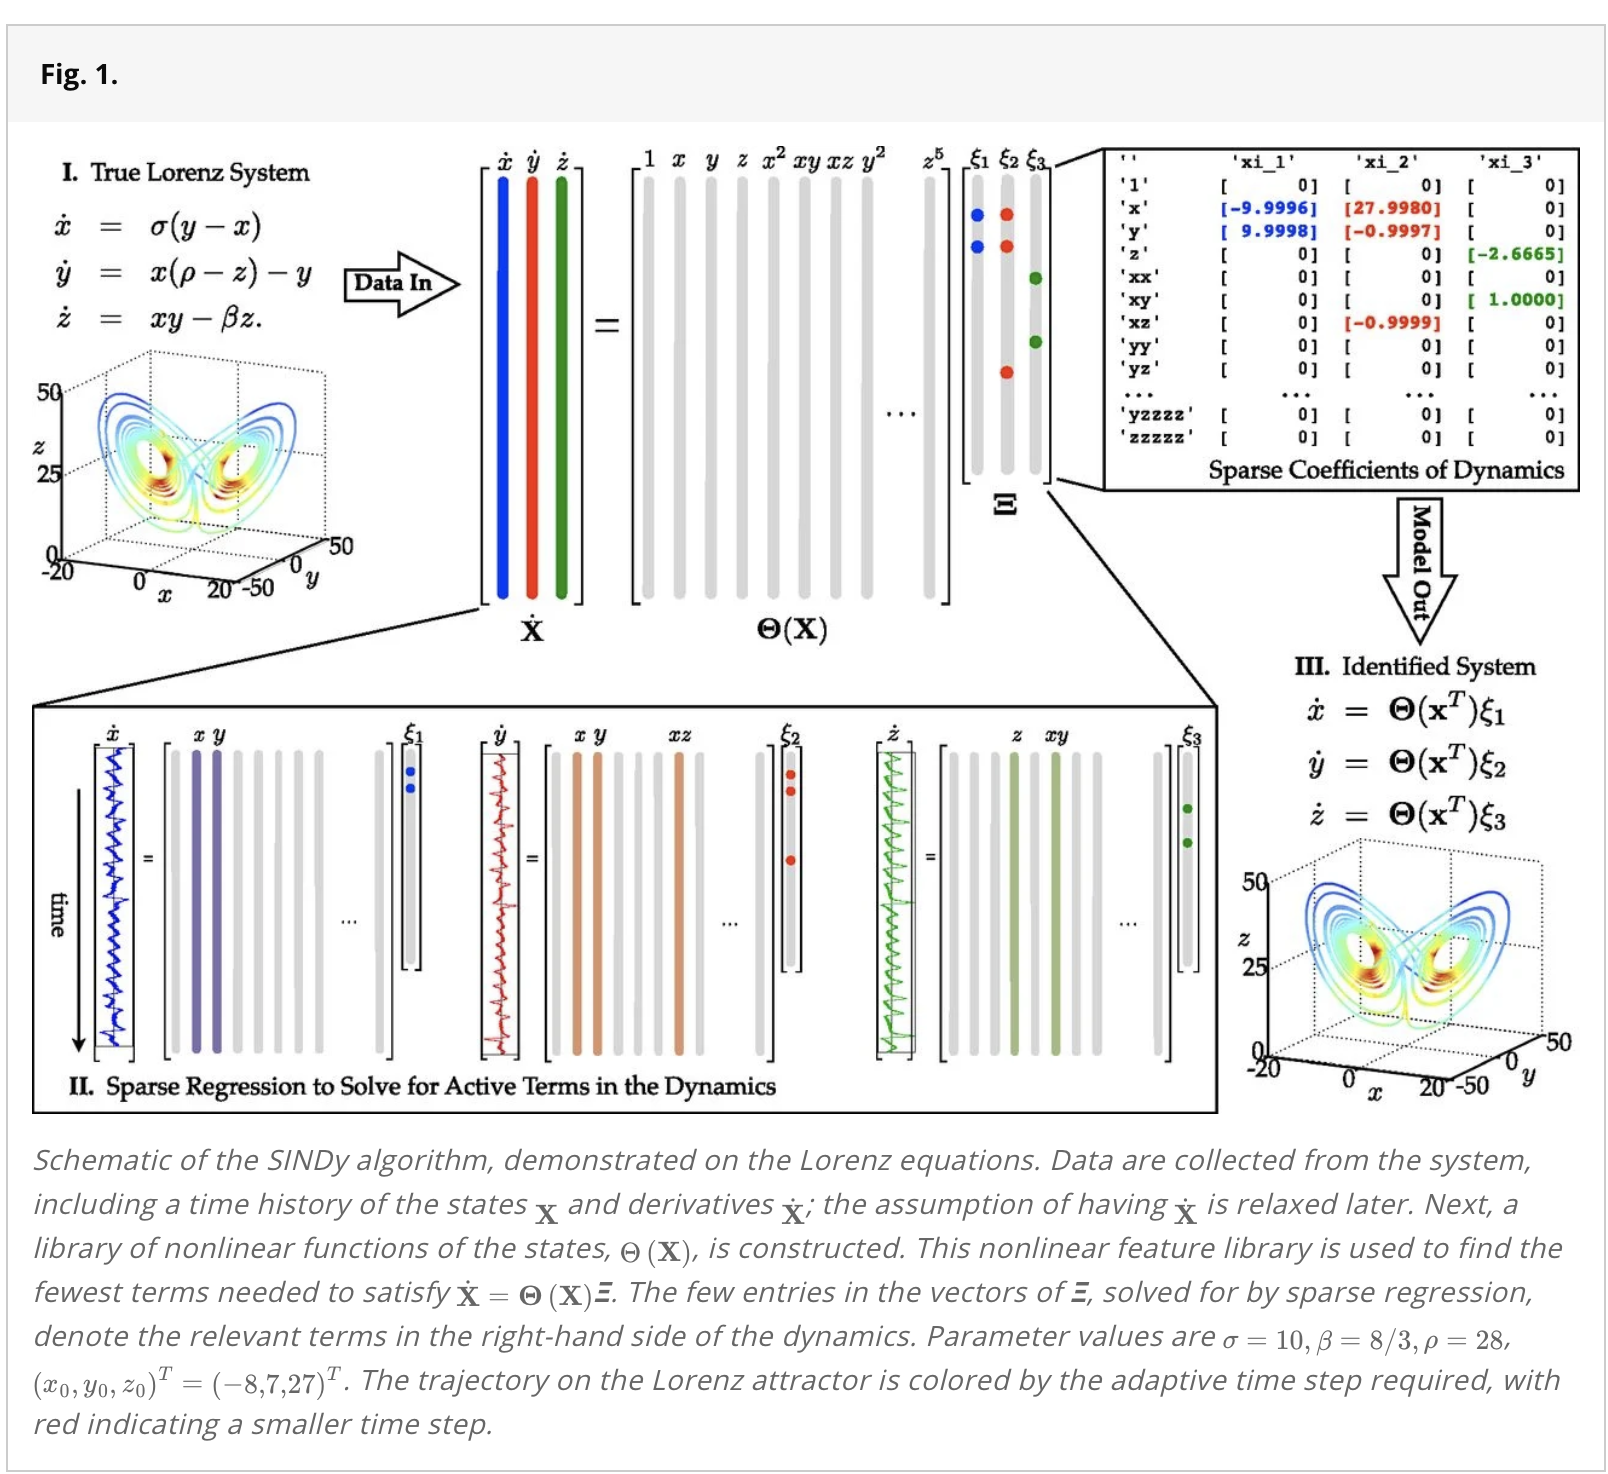 Fig. 1.
I. True Lorenz System
ẋ = σ(y − x)
ẏ = x(ρ − z) − y
ż = xy − βz.
Data In
50
25
0
z
-20
0
20
x
-50
0
50
y
ẋ ẏ ż
Ẋ
=
1 x y z x² xy xz y² z⁵
...
Θ(X)
ξ1 ξ2 ξ3
Ξ
'' 'xi_1' 'xi_2' 'xi_3'
'1' [ 0] [ 0] [ 0]
'x' [-9.9996] [27.9980] [ 0]
'y' [ 9.9998] [-0.9997] [ 0]
'z' [ 0] [ 0] [-2.6665]
'xx' [ 0] [ 0] [ 0]
'xy' [ 0] [ 0] [ 1.0000]
'xz' [ 0] [-0.9999] [ 0]
'yy' [ 0] [ 0] [ 0]
'yz' [ 0] [ 0] [ 0]
... ... ... ...
'yzzzz' [ 0] [ 0] [ 0]
'zzzzz' [ 0] [ 0] [ 0]
Sparse Coefficients of Dynamics
Model Out
time
ẋ = x y ... ξ1
ẏ = x y xz ... ξ2
ż = z xy ... ξ3
II. Sparse Regression to Solve for Active Terms in the Dynamics
III. Identified System
ẋ = Θ(xᵀ)ξ1
ẏ = Θ(xᵀ)ξ2
ż = Θ(xᵀ)ξ3
50
25
0
z
-20
0
20
x
-50
0
50
y
Schematic of the SINDy algorithm, demonstrated on the Lorenz equations. Data are collected from the system,
including a time history of the states X and derivatives Ẋ; the assumption of having Ẋ is relaxed later. Next, a
library of nonlinear functions of the states, Θ (X), is constructed. This nonlinear feature library is used to find the
fewest terms needed to satisfy Ẋ = Θ (X)Ξ. The few entries in the vectors of Ξ, solved for by sparse regression,
denote the relevant terms in the right-hand side of the dynamics. Parameter values are σ = 10, β = 8/3, ρ = 28,
(x₀, y₀, z₀)ᵀ = (−8,7,27)ᵀ. The trajectory on the Lorenz attractor is colored by the adaptive time step required, with
red indicating a smaller time step.